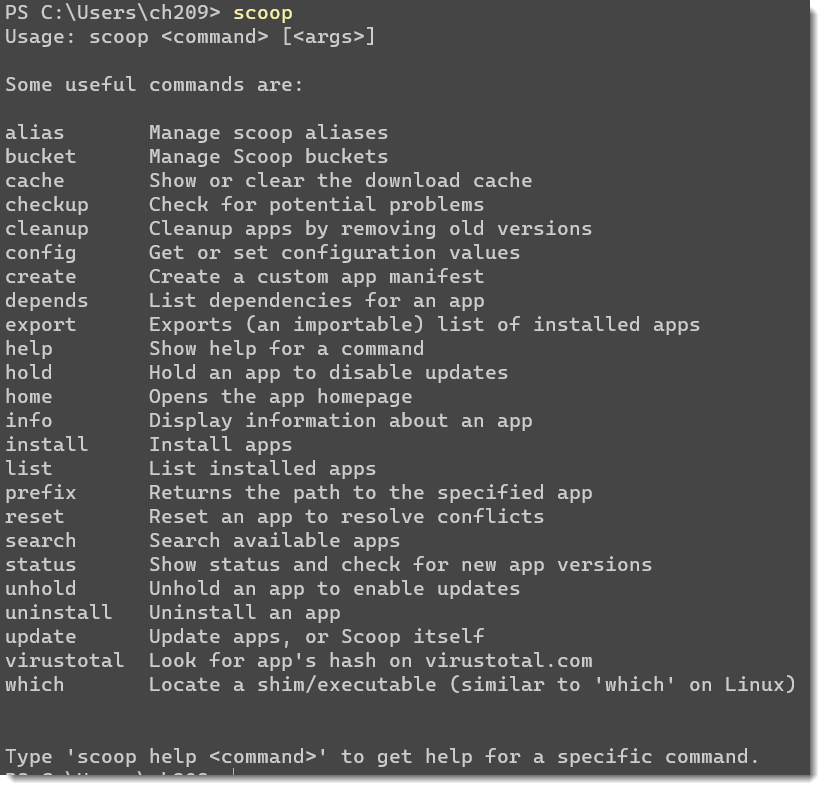 PS C:\Users\ch209> scoop
Usage: scoop <command> [<args>]
Some useful commands are:
alias       Manage scoop aliases
bucket      Manage Scoop buckets
cache       Show or clear the download cache
checkup     Check for potential problems
cleanup     Cleanup apps by removing old versions
config      Get or set configuration values
create      Create a custom app manifest
depends     List dependencies for an app
export      Exports (an importable) list of installed apps
help        Show help for a command
hold        Hold an app to disable updates
home        Opens the app homepage
info        Display information about an app
install     Install apps
list        List installed apps
prefix      Returns the path to the specified app
reset       Reset an app to resolve conflicts
search      Search available apps
status      Show status and check for new app versions
unhold      Unhold an app to enable updates
uninstall   Uninstall an app
update      Update apps, or Scoop itself
virustotal  Look for app's hash on virustotal.com
which       Locate a shim/executable (similar to 'which' on Linux)
Type 'scoop help <command>' to get help for a specific command.